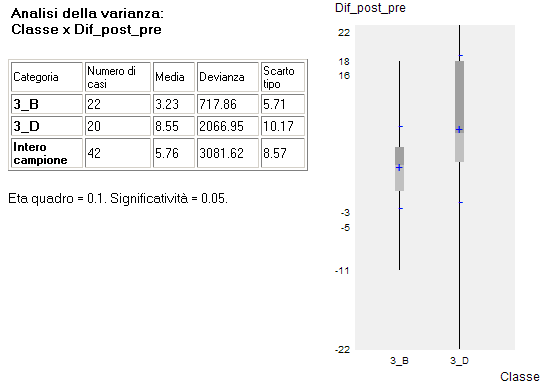 Analisi della varianza:
Classe x Dif_post_pre
Categoria Numero di casi Media Devianza Scarto tipo
3_B 22 3.23 717.86 5.71
3_D 20 8.55 2066.95 10.17
Intero campione 42 5.76 3081.62 8.57
Eta quadro = 0.1. Significatività = 0.05.
Dif_post_pre
22
18
16
-3
-5
-11
-22
3_B 3_D
Classe